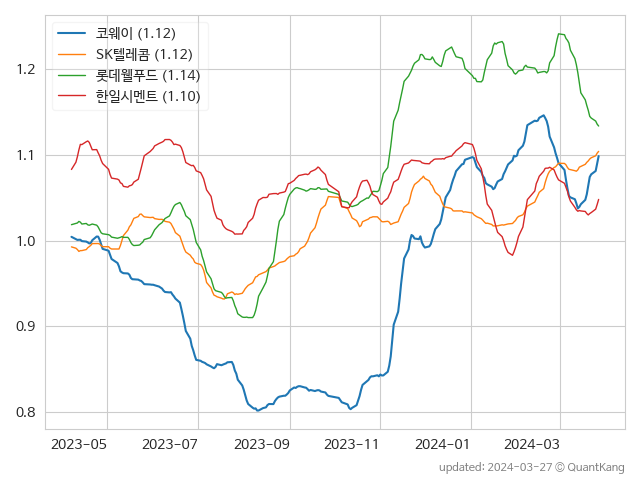 코웨이 (1.12)
SK텔레콤 (1.12)
롯데웰푸드 (1.14)
한일시멘트 (1.10)
1.2
1.1
1.0
0.9
0.8
2023-05 2023-07 2023-09 2023-11 2024-01 2024-03
updated: 2024-03-27 © QuantKang